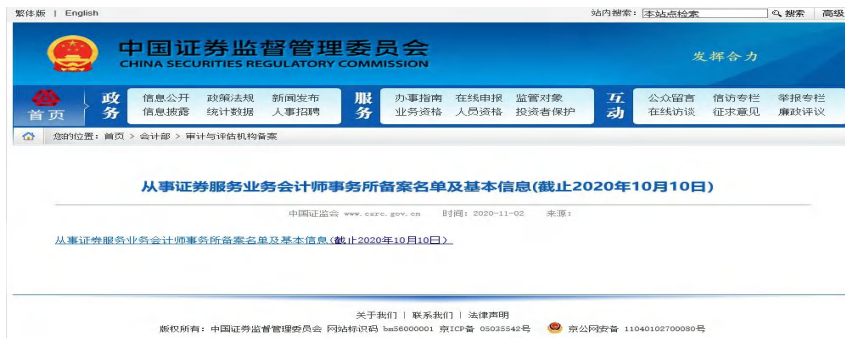 繁体版 | English 站内搜索: 本站点检索 搜索 高级
中国证券监督管理委员会
CHINA SECURITIES REGULATORY COMMISSION
发挥合力
首页
政务
信息公开 政策法规 新闻发布
信息披露 统计数据 人事招聘
服务
办事指南 在线申报 监管对象
业务资格 人员资格 投资者保护
互动
公众留言 信访专栏 举报专栏
在线访谈 征求意见 廉政评议
您的位置: 首页 > 会计部 > 审计与评估机构备案
从事证券服务业务会计师事务所备案名单及基本信息(截止2020年10月10日)
中国证监会 www.csrc.gov.cn 时间: 2020-11-02 来源:
从事证券服务业务会计师事务所备案名单及基本信息(截止2020年10月10日)
关于我们 | 联系我们 | 法律声明
版权所有: 中国证券监督管理委员会 网站标识码 bm56000001 京ICP备 05035542号 京公网安备 11040102700080号